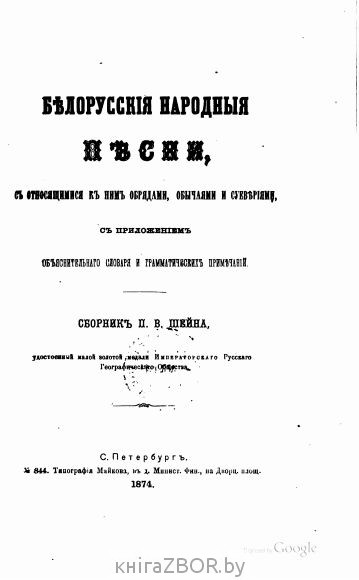 БѢЛОРУССКІЯ НАРОДНЫЯ
ПѢСНИ,
СЪ ОТНОСЯЩИМИСЯ КЪ НИМЪ ОБРЯДАМИ, ОБЫЧАЯМИ И СУЕВѢРІЯМИ,
СЪ ПРИЛОЖЕНІЕМЪ
ОБЪЯСНИТЕЛЬНАГО СЛОВАРЯ И ГРАММАТИЧЕСКИХЪ ПРИМѢЧАНІЙ.
СБОРНИКЪ П. В. ШЕЙНА,
удостоенный малой золотой медали ИМПЕРАТОРСКАГО Русскаго
Географическаго Общества.
С. Петербургъ.
№ 844. Типографія Майкова, въ д. Минист. Фин., на Дворц. площ.
1874.
Digitized by Google
книгаZBOR.by